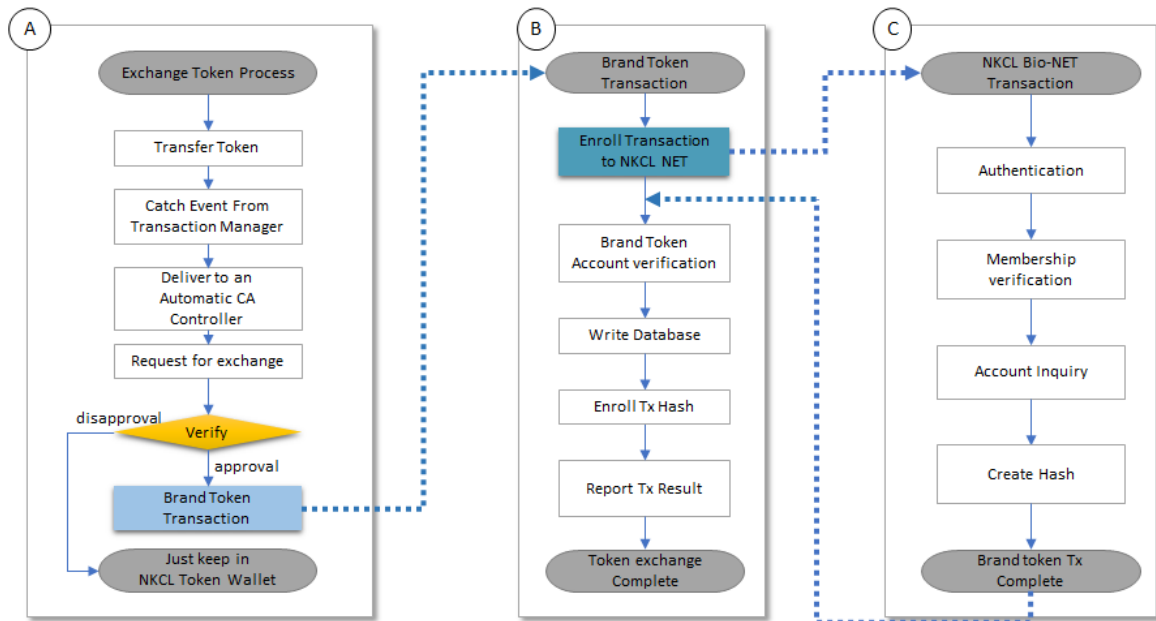 A
Exchange Token Process
Transfer Token
Catch Event From
Transaction Manager
Deliver to an
Automatic CA
Controller
Request for exchange
disapproval
Verify
approval
Brand Token
Transaction
Just keep in
NKCL Token Wallet
B
Brand Token
Transaction
Enroll Transaction
to NKCL NET
Brand Token
Account verification
Write Database
Enroll Tx Hash
Report Tx Result
Token exchange
Complete
C
NKCL Bio-NET
Transaction
Authentication
Membership
verification
Account Inquiry
Create Hash
Brand token Tx
Complete